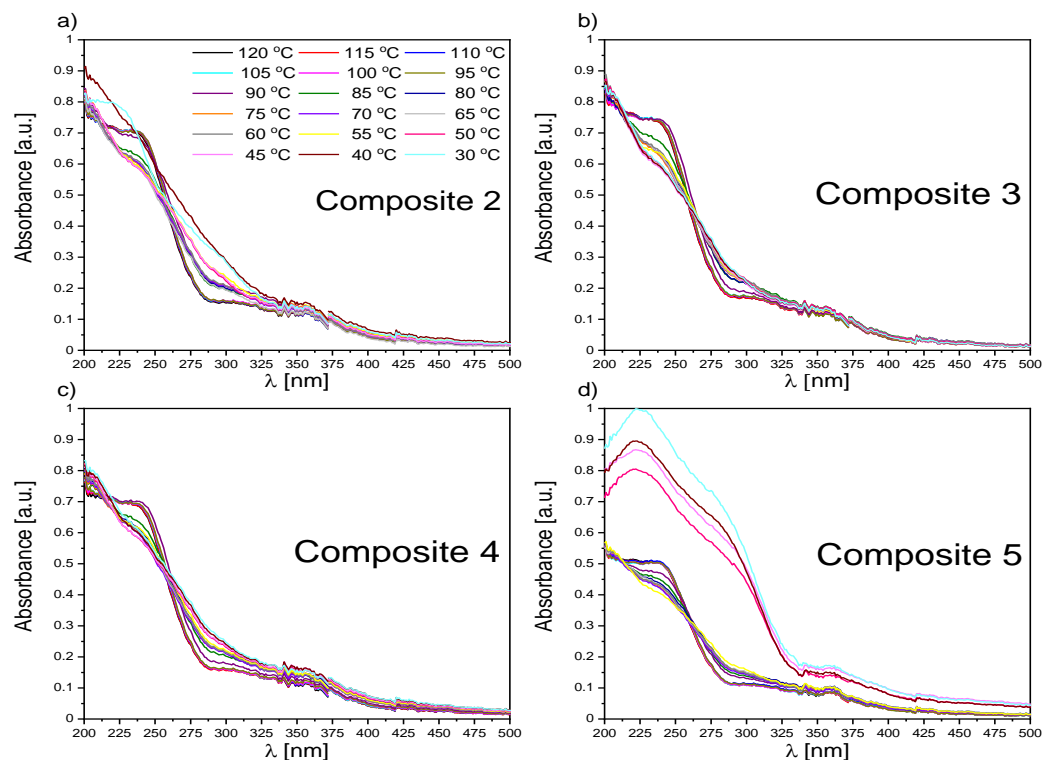 a)
Absorbance [a.u.]
1
0.9
0.8
0.7
0.6
0.5
0.4
0.3
0.2
0.1
0
120 ºC 115 ºC 110 ºC
105 ºC 100 ºC 95 ºC
90 ºC 85 ºC 80 ºC
75 ºC 70 ºC 65 ºC
60 ºC 55 ºC 50 ºC
45 ºC 40 ºC 30 ºC
Composite 2
200 225 250 275 300 325 350 375 400 425 450 475 500
λ [nm]
b)
Absorbance [a.u.]
1
0.9
0.8
0.7
0.6
0.5
0.4
0.3
0.2
0.1
0
Composite 3
200 225 250 275 300 325 350 375 400 425 450 475 500
λ [nm]
c)
Absorbance [a.u.]
1
0.9
0.8
0.7
0.6
0.5
0.4
0.3
0.2
0.1
0
Composite 4
200 225 250 275 300 325 350 375 400 425 450 475 500
λ [nm]
d)
Absorbance [a.u.]
1
0.9
0.8
0.7
0.6
0.5
0.4
0.3
0.2
0.1
0
Composite 5
200 225 250 275 300 325 350 375 400 425 450 475 500
λ [nm]